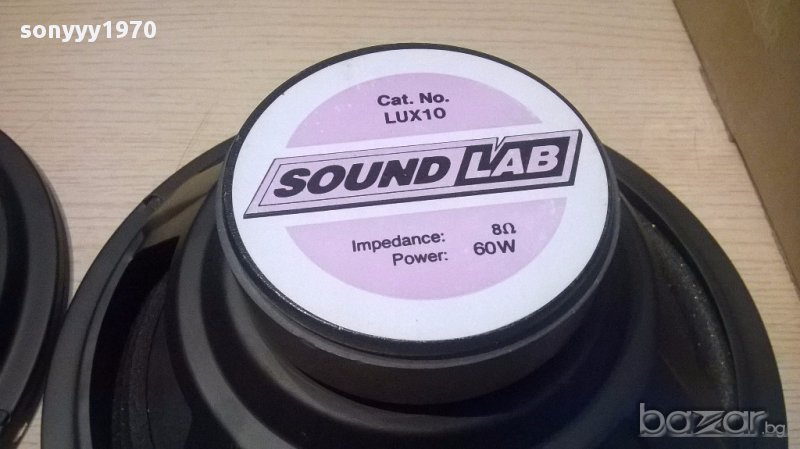 sonyyy1970
Cat. No.
LUX10
SOUND LAB
Impedance: 8Ω
Power: 60W
bazar.bg